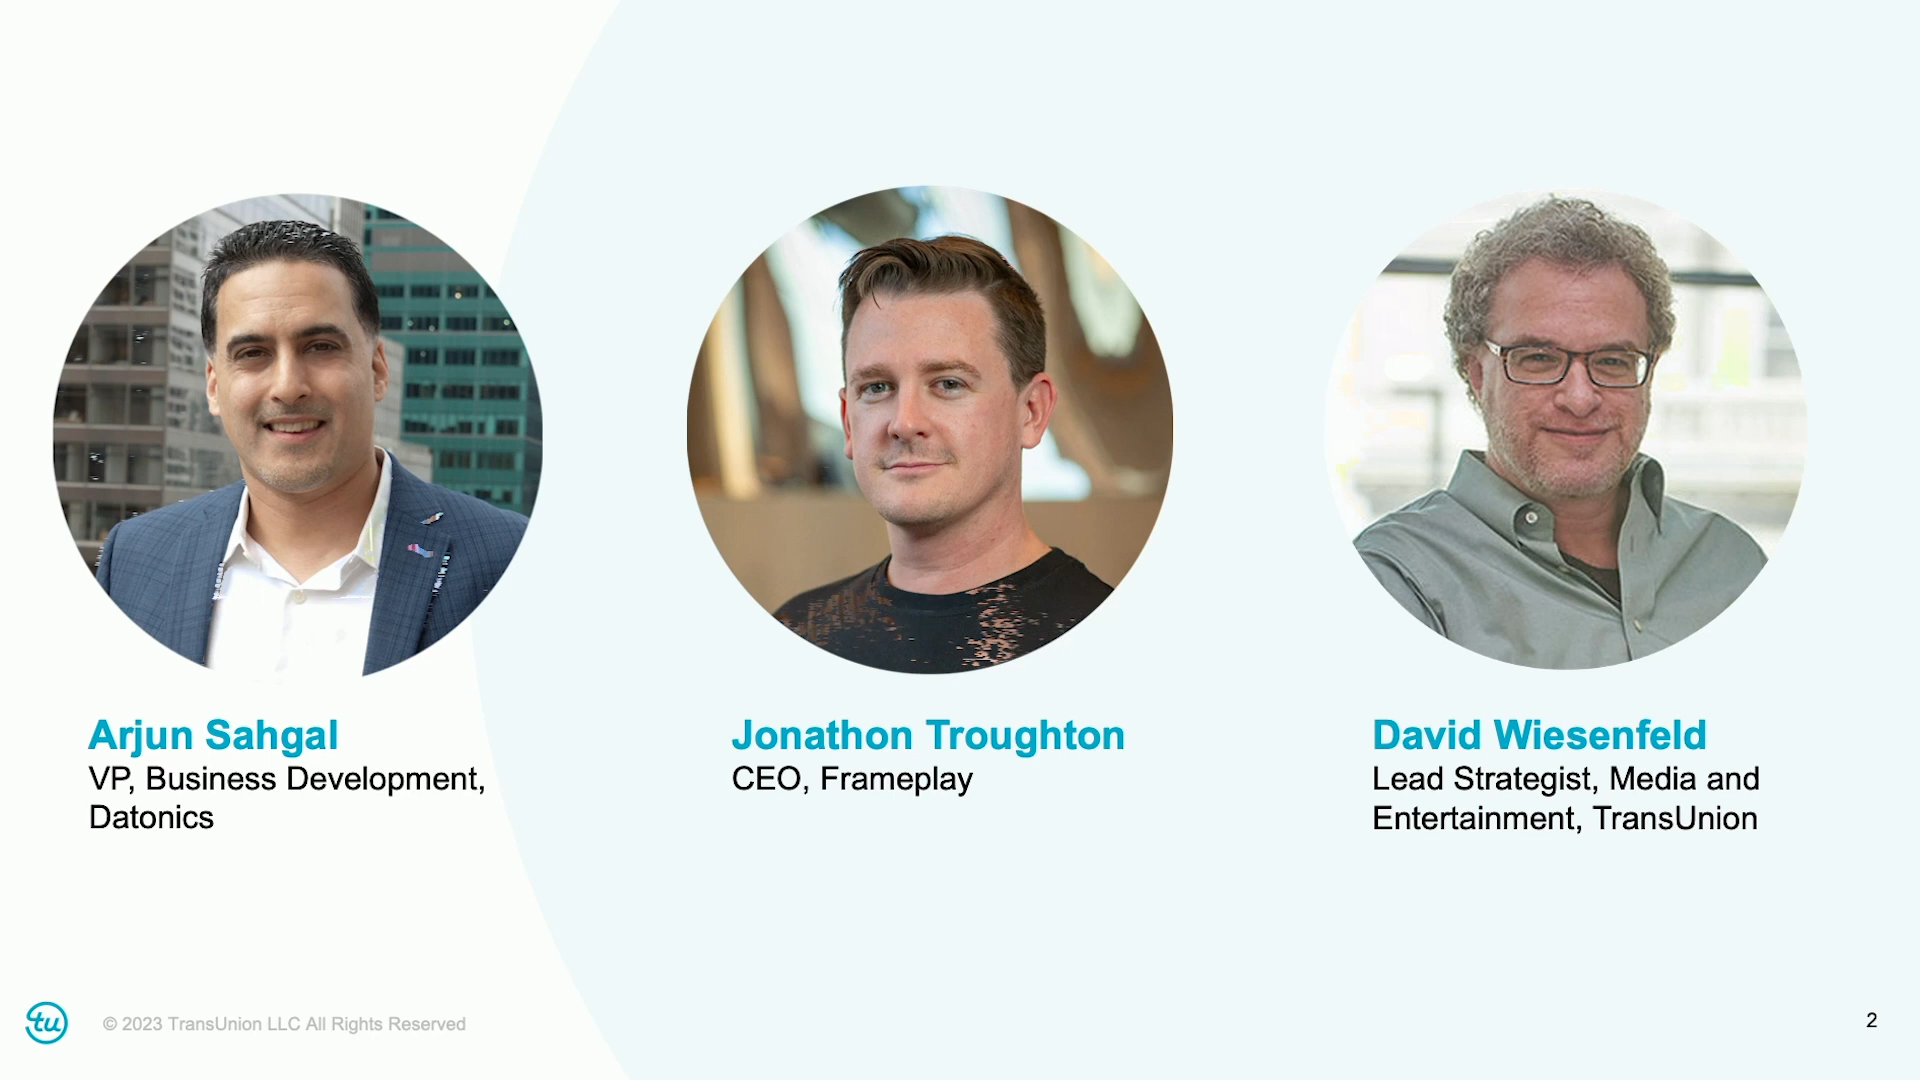 Arjun Sahgal
VP, Business Development,
Datonics
Jonathon Troughton
CEO, Frameplay
David Wiesenfeld
Lead Strategist, Media and
Entertainment, TransUnion
tu
© 2023 TransUnion LLC All Rights Reserved
2